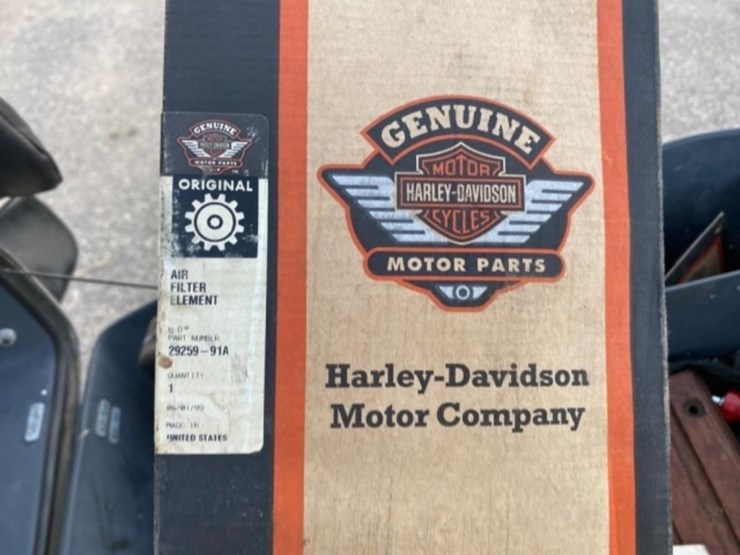 GENUINE
MOTOR
HARLEY-DAVIDSON
CYCLES
MOTOR PARTS
Harley-Davidson
Motor Company
GENUINE
MOTOR PARTS
ORIGINAL
AIR
FILTER
ELEMENT
PART NUMBER
29259-91A
QUANTITY
1
MADE IN
UNITED STATES